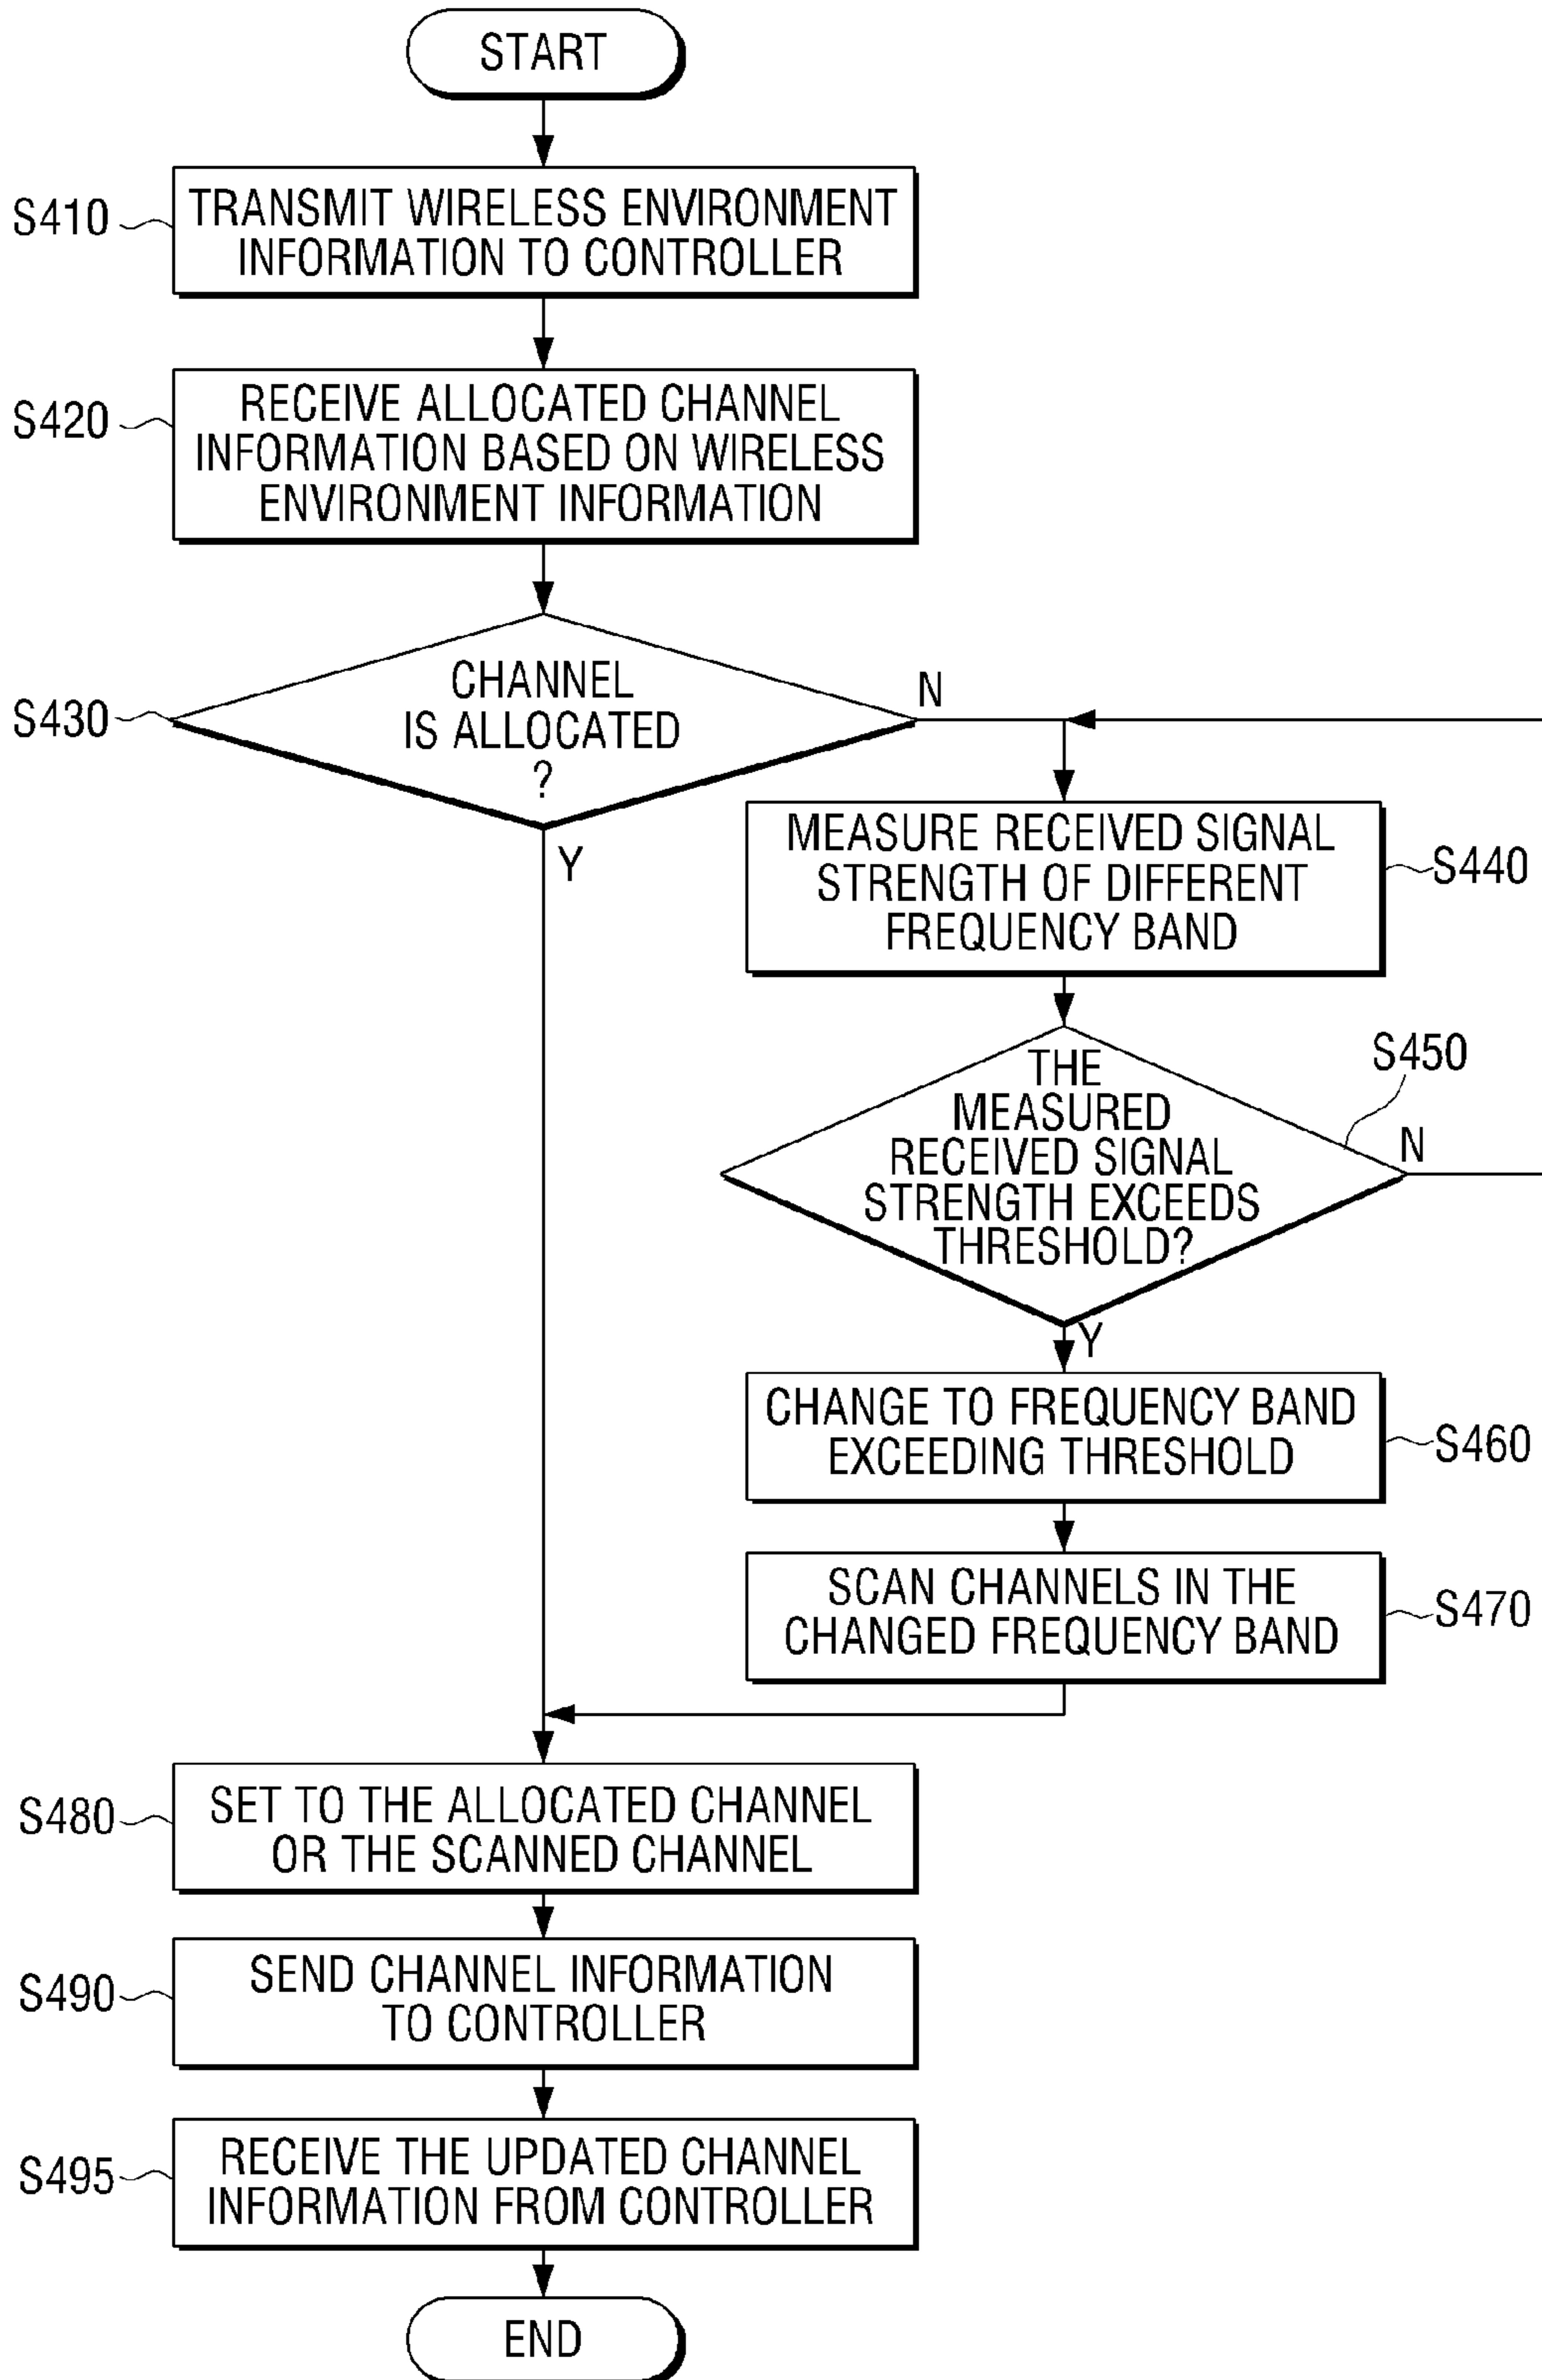 START
S410
TRANSMIT WIRELESS ENVIRONMENT
INFORMATION TO CONTROLLER
S420
RECEIVE ALLOCATED CHANNEL
INFORMATION BASED ON WIRELESS
ENVIRONMENT INFORMATION
S430
CHANNEL
IS ALLOCATED
?
N
Y
MEASURE RECEIVED SIGNAL
STRENGTH OF DIFFERENT
FREQUENCY BAND
S440
THE
MEASURED
RECEIVED SIGNAL
STRENGTH EXCEEDS
THRESHOLD?
S450
N
Y
CHANGE TO FREQUENCY BAND
EXCEEDING THRESHOLD
S460
SCAN CHANNELS IN THE
CHANGED FREQUENCY BAND
S470
S480
SET TO THE ALLOCATED CHANNEL
OR THE SCANNED CHANNEL
S490
SEND CHANNEL INFORMATION
TO CONTROLLER
S495
RECEIVE THE UPDATED CHANNEL
INFORMATION FROM CONTROLLER
END